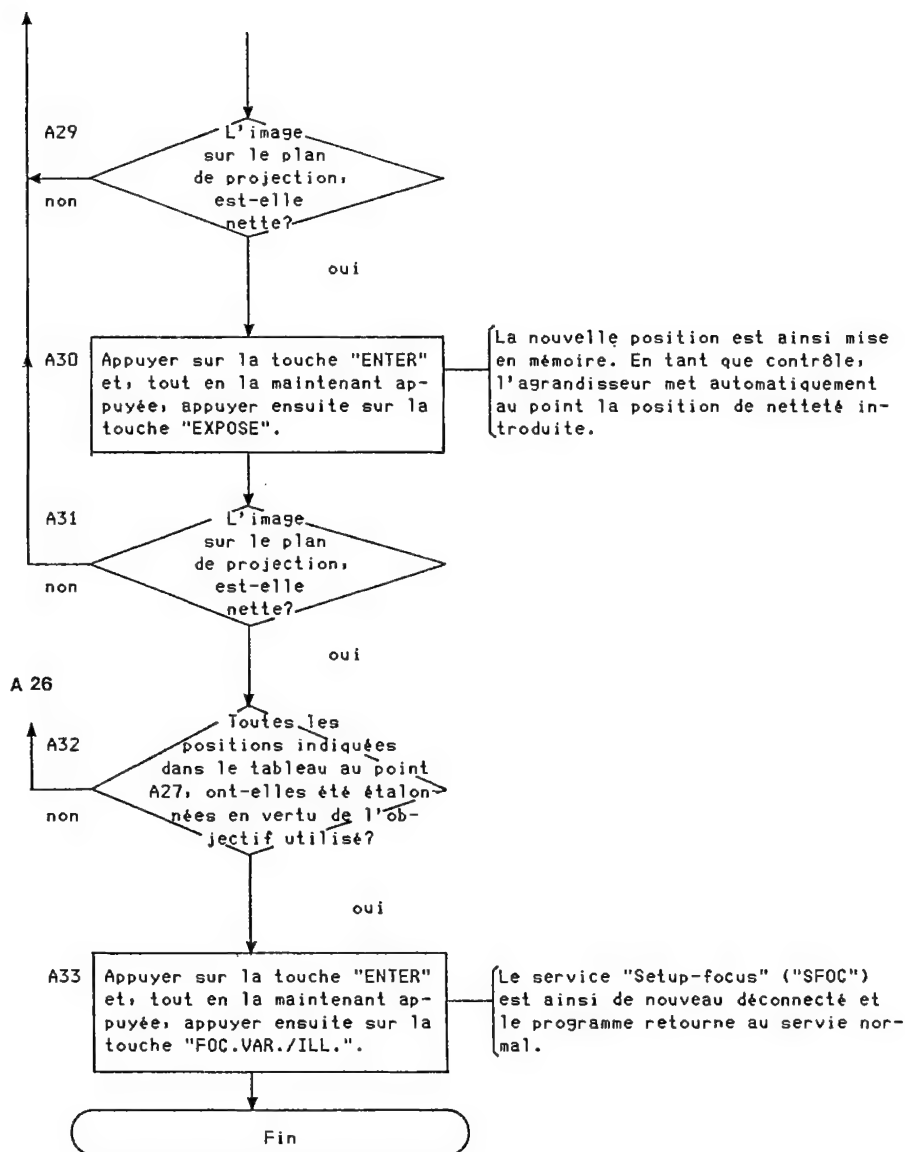 A29
L'image
sur le plan
de projection,
est-elle
nette?
non
oui
A30
Appuyer sur la touche "ENTER"
et, tout en la maintenant ap-
puyée, appuyer ensuite sur la
touche "EXPOSE".
La nouvelle position est ainsi mise
en mémoire. En tant que contrôle,
l'agrandisseur met automatiquement
au point la position de netteté in-
troduite.
A31
L'image
sur le plan
de projection,
est-elle
nette?
non
oui
A 26
A32
Toutes les
positions indiquées
dans le tableau au point
A27, ont-elles été étalon-
nées en vertu de l'ob-
jectif utilisé?
non
oui
A33
Appuyer sur la touche "ENTER"
et, tout en la maintenant ap-
puyée, appuyer ensuite sur la
touche "FOC.VAR./ILL.".
Le service "Setup-focus" ("SFOC")
est ainsi de nouveau déconnecté et
le programme retourne au servie nor-
mal.
Fin